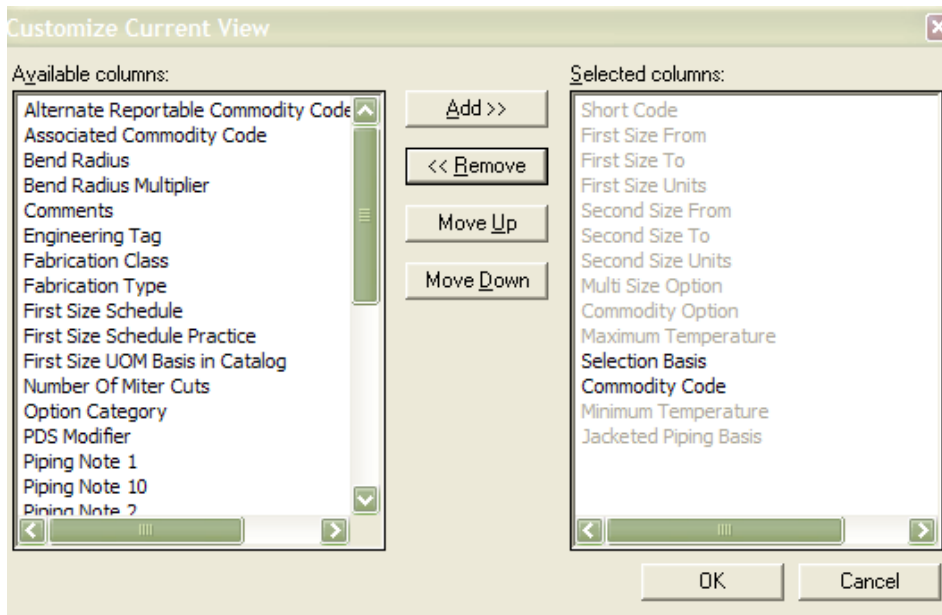 Customize Current View
Available columns:
Alternate Reportable Commodity Code
Associated Commodity Code
Bend Radius
Bend Radius Multiplier
Comments
Engineering Tag
Fabrication Class
Fabrication Type
First Size Schedule
First Size Schedule Practice
First Size UOM Basis in Catalog
Number Of Miter Cuts
Option Category
PDS Modifier
Piping Note 1
Piping Note 10
Piping Note 2
Add >>
<< Remove
Move Up
Move Down
Selected columns:
Short Code
First Size From
First Size To
First Size Units
Second Size From
Second Size To
Second Size Units
Multi Size Option
Commodity Option
Maximum Temperature
Selection Basis
Commodity Code
Minimum Temperature
Jacketed Piping Basis
OK
Cancel